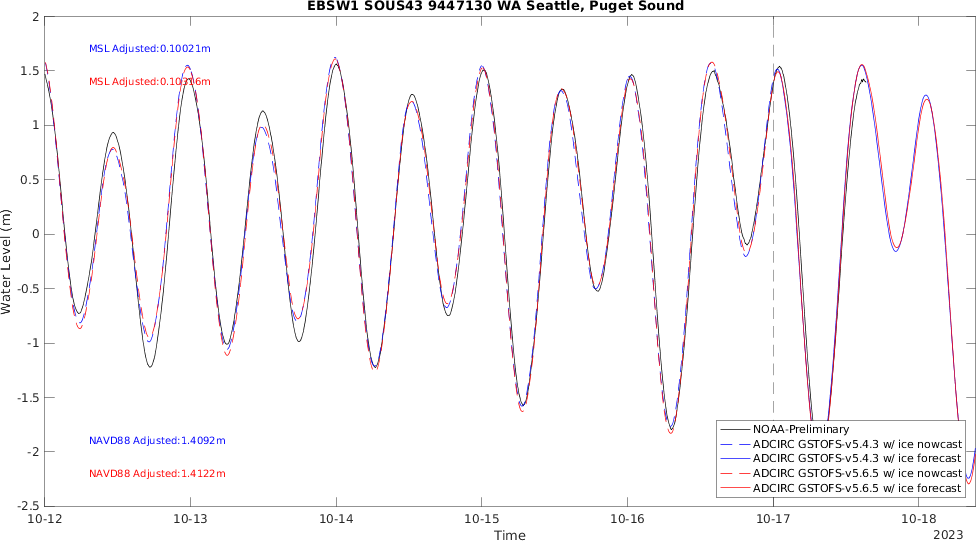 EBSW1 SOUS43 9447130 WA Seattle, Puget Sound
2
MSL Adjusted:0.10021m
1.5
MSL Adjusted:
1
0.5
0
-0.5
-1
-1.5
-2
-2.5
Water Level (m)
NAVD88 Adjusted:1.4092m
NAVD88 Adjusted:1.4122m
NOAA-Preliminary
ADCIRC GSTOFS-v5.4.3 w/ ice nowcast
ADCIRC GSTOFS-v5.4.3 w/ ice forecast
ADCIRC GSTOFS-v5.6.5 w/ ice nowcast
ADCIRC GSTOFS-v5.6.5 w/ ice forecast
10-12 10-13 10-14 10-15 10-16 10-17 10-18
Time
2023